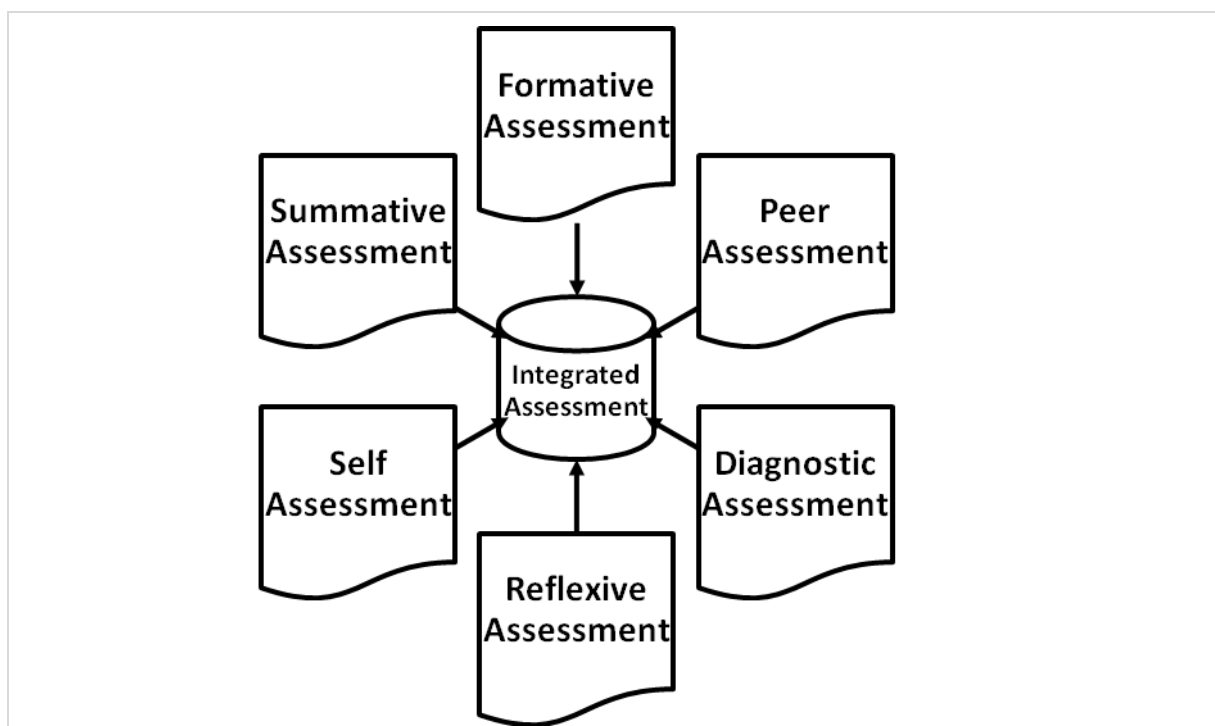 Formative
Assessment
Summative
Assessment
Peer
Assessment
Integrated
Assessment
Self
Assessment
Diagnostic
Assessment
Reflexive
Assessment